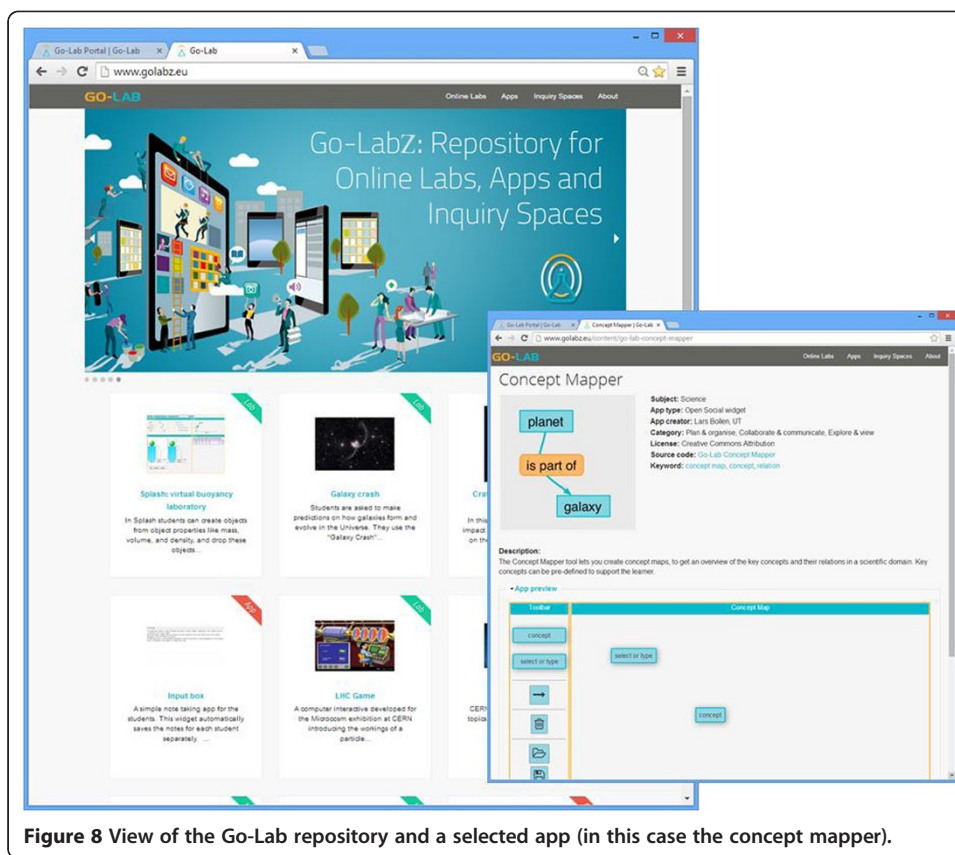 Go-Lab Portal | Go-Lab
Go-Lab
www.golabz.eu
GO-LAB
Online Labs Apps Inquiry Spaces About
Go-LabZ: Repository for
Online Labs, Apps and
Inquiry Spaces
Lab
Lab
Splash: virtual buoyancy
laboratory
In Splash students can create objects
from object properties like mass,
volume, and density, and drop these
objects...
Galaxy crash
Students are asked to make
predictions on how galaxies form and
evolve in the Universe. They use the
"Galaxy Crash"...
In this
impact
on the
App
Lab
Input box
A simple note taking app for the
students. This widget automatically
saves the notes for each student
separately. ...
LHC Game
A computer interactive developed for
the Microcosm exhibition at CERN
introducing the workings of a
particle...
CERN
topics
Go-Lab Portal | Go-Lab
Concept Mapper | Go-Lab
www.golabz.eu/content/go-lab-concept-mapper
GO-LAB
Online Labs Apps Inquiry Spaces About
Concept Mapper
planet
is part of
galaxy
Subject: Science
App type: Open Social widget
App creator: Lars Bollen, UT
Category: Plan & organise, Collaborate & communicate, Explore & view
License: Creative Commons Attribution
Source code: Go-Lab Concept Mapper
Keyword: concept map, concept, relation
Description:
The Concept Mapper tool lets you create concept maps, to get an overview of the key concepts and their relations in a scientific domain. Key
concepts can be pre-defined to support the learner.
App preview
Toolbar
Concept Map
concept
select or type
select or type
concept
Figure 8 View of the Go-Lab repository and a selected app (in this case the concept mapper).